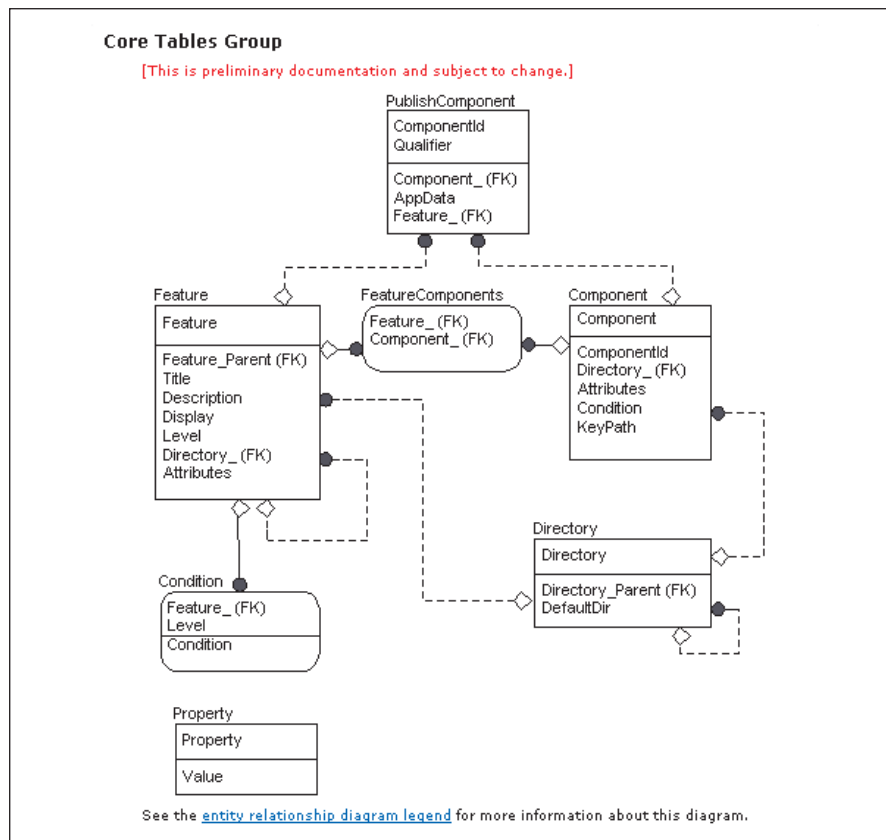 Core Tables Group
[This is preliminary documentation and subject to change.]
PublishComponent
ComponentId
Qualifier
Component_ (FK)
AppData
Feature_ (FK)
Feature
Feature
Feature_Parent (FK)
Title
Description
Display
Level
Directory_ (FK)
Attributes
FeatureComponents
Feature_ (FK)
Component_ (FK)
Component
Component
ComponentId
Directory_ (FK)
Attributes
Condition
KeyPath
Directory
Directory
Directory_Parent (FK)
DefaultDir
Condition
Feature_ (FK)
Level
Condition
Property
Property
Value
See the entity relationship diagram legend for more information about this diagram.